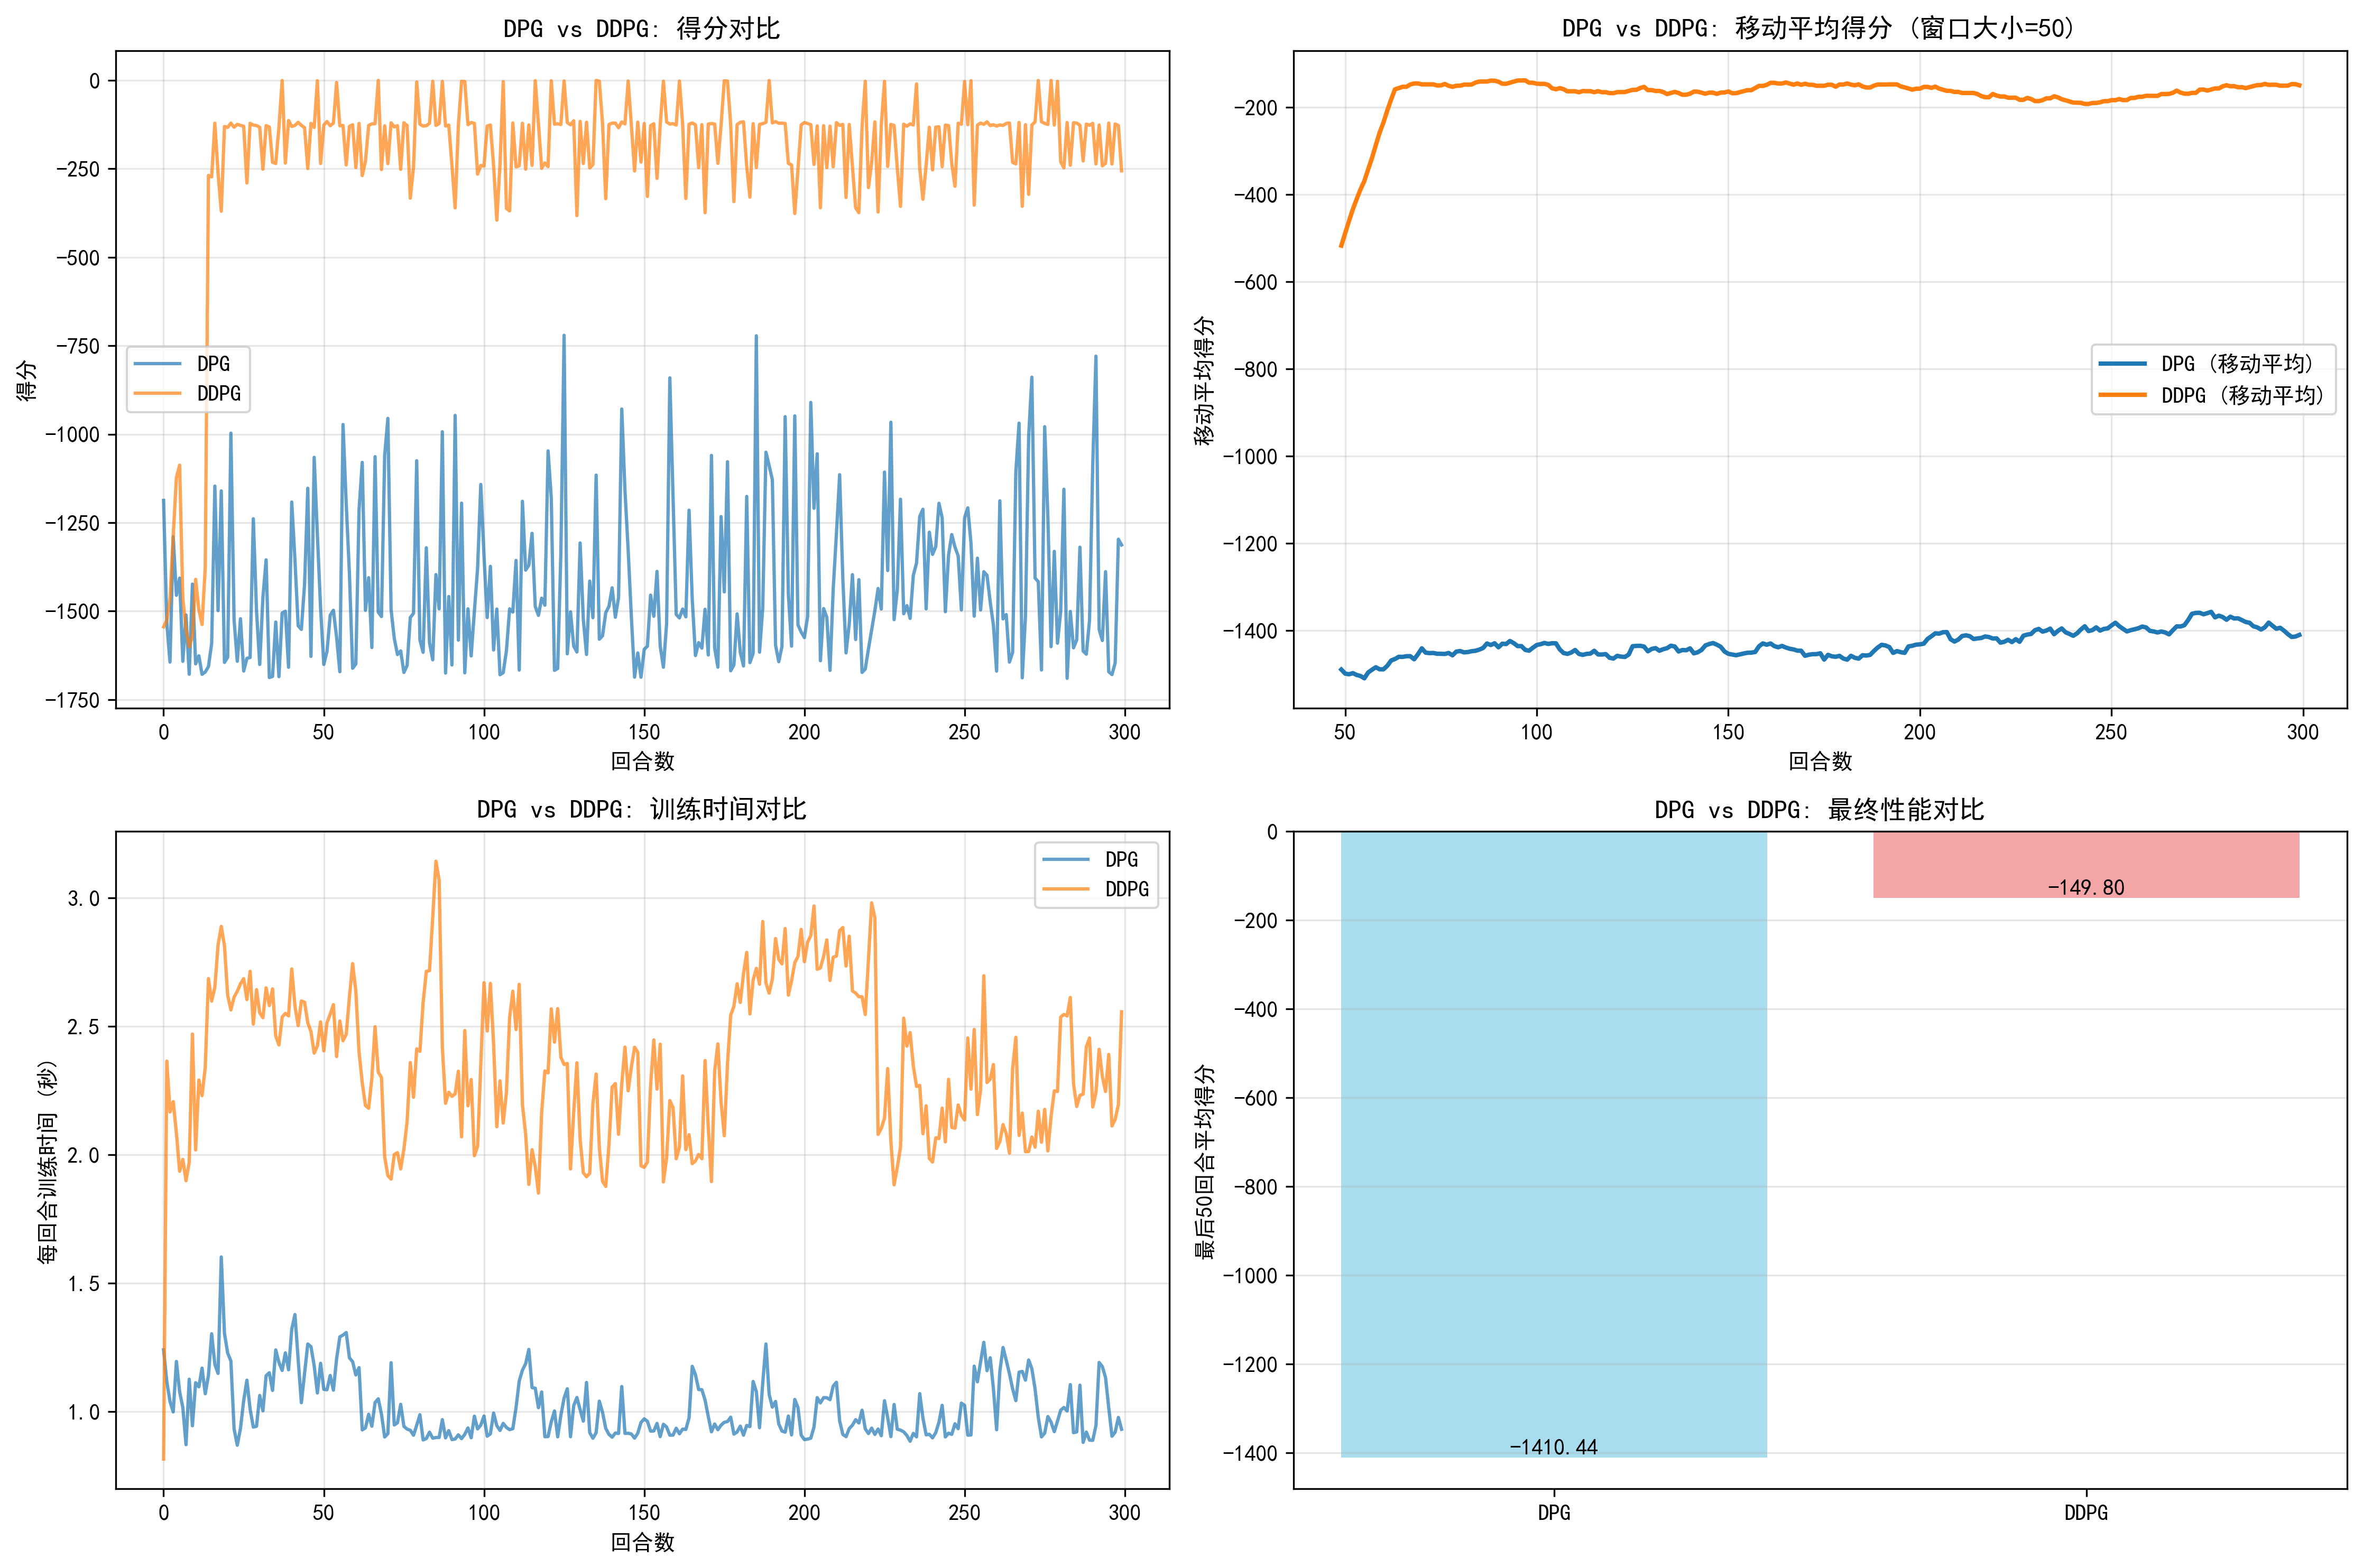 DPG vs DDPG: 得分对比
0
−250
−500
−750
−1000
−1250
−1500
−1750
得分
DPG
DDPG
0 50 100 150 200 250 300
回合数
DPG vs DDPG: 移动平均得分 (窗口大小=50)
−200
−400
−600
−800
−1000
−1200
−1400
移动平均得分
DPG (移动平均)
DDPG (移动平均)
50 100 150 200 250 300
回合数
DPG vs DDPG: 训练时间对比
3.0
2.5
2.0
1.5
1.0
每回合训练时间 (秒)
DPG
DDPG
0 50 100 150 200 250 300
回合数
DPG vs DDPG: 最终性能对比
0
−200
−400
−600
−800
−1000
−1200
−1400
最后50回合平均得分
−149.80
−1410.44
DPG DDPG